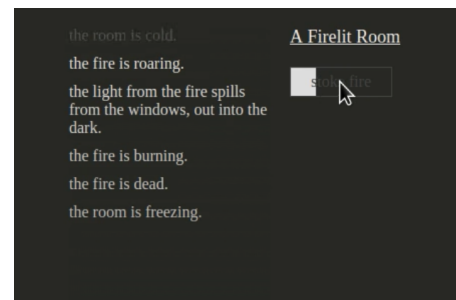 the room is cold.
the fire is roaring.
the light from the fire spills
from the windows, out into the
dark.
the fire is burning.
the fire is dead.
the room is freezing.
A Firelit Room
stoke fire